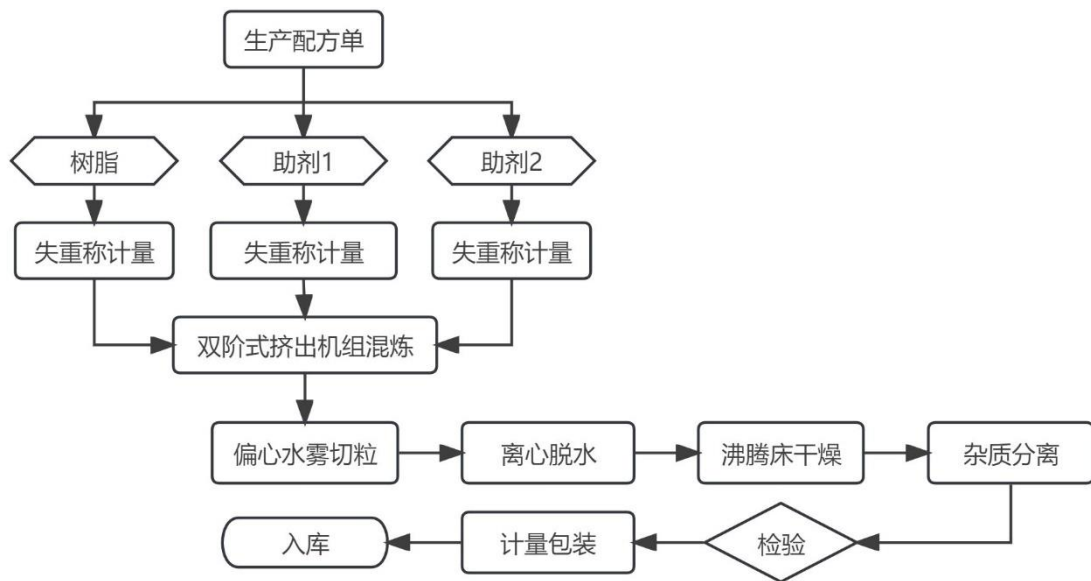 生产配方单
树脂
助剂1
助剂2
失重称计量
失重称计量
失重称计量
双阶式挤出机组混炼
偏心水雾切粒
离心脱水
沸腾床干燥
杂质分离
入库
计量包装
检验